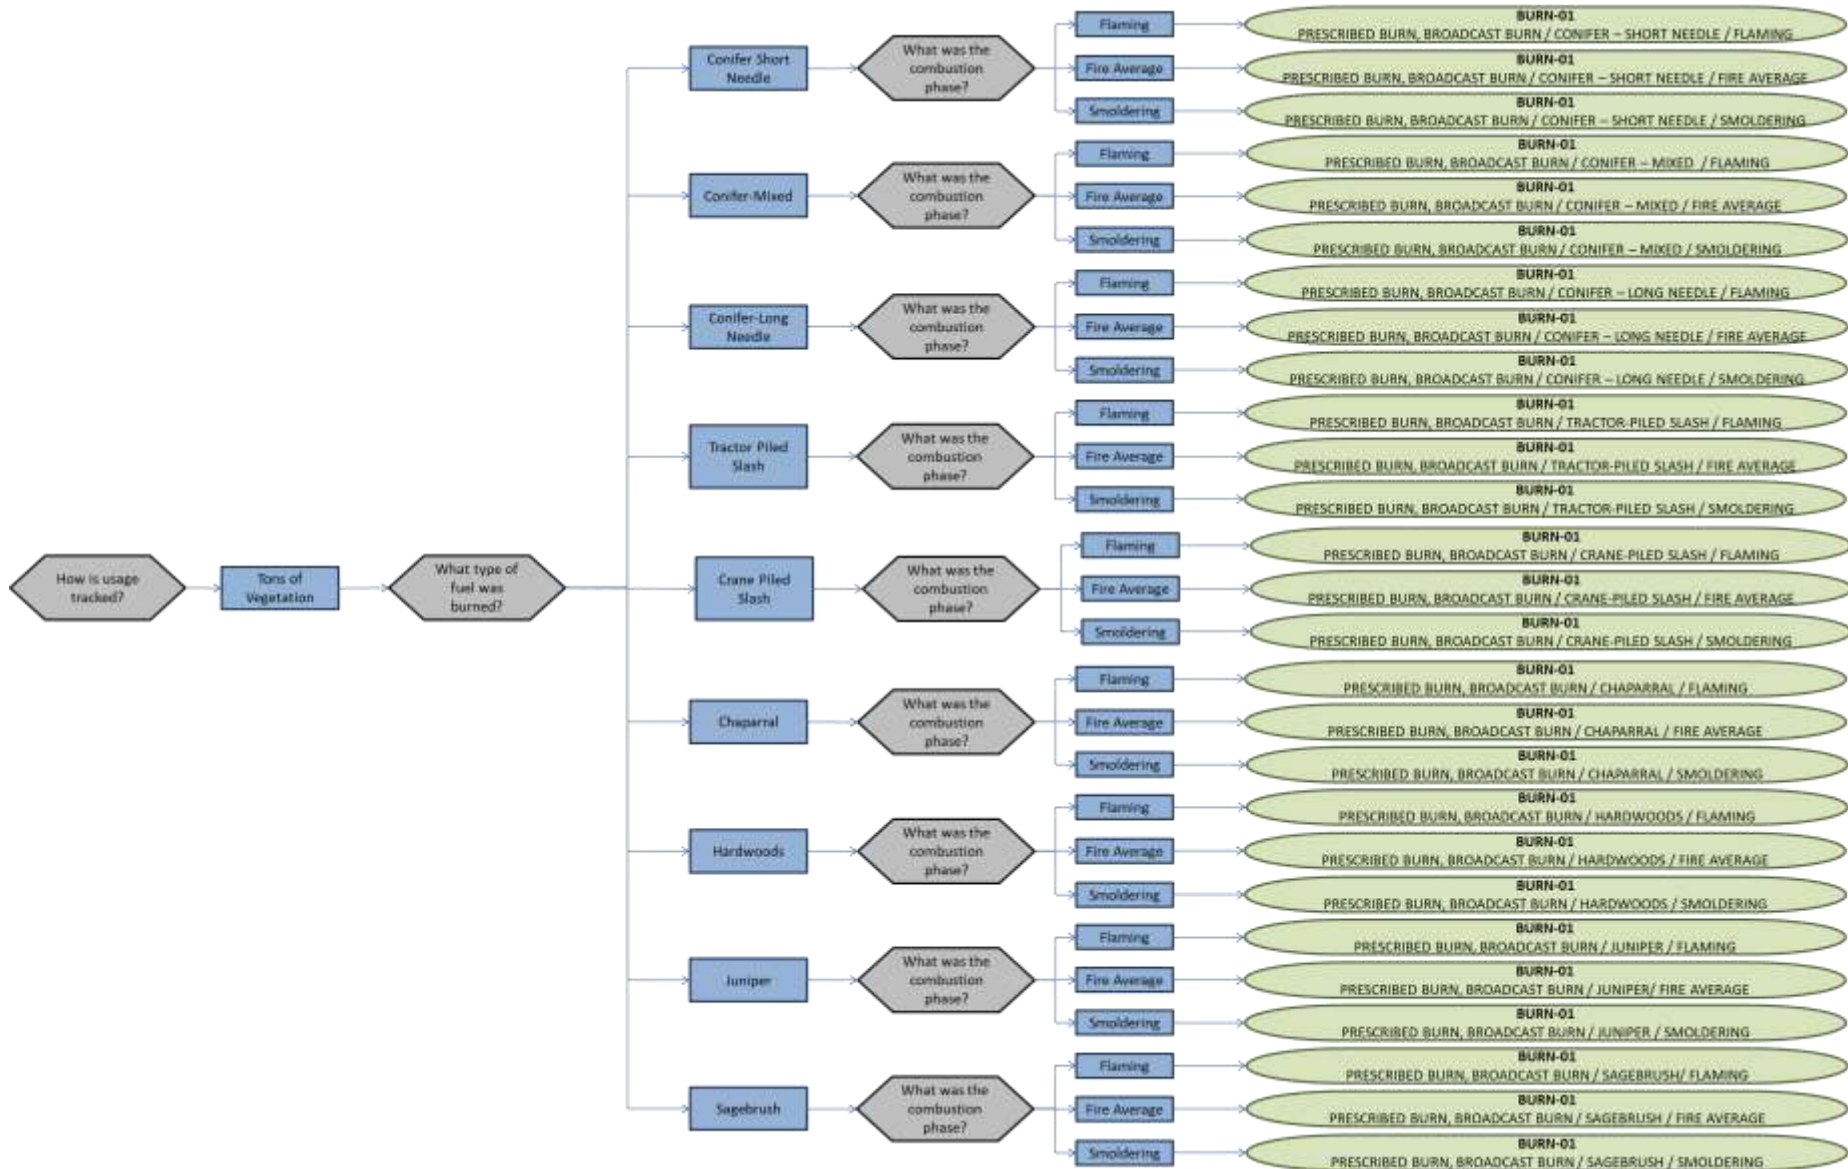 How is usage
tracked?
Tons of
Vegetation
What type of
fuel was
burned?
Conifer Short
Needle
What was the
combustion
phase?
Flaming
BURN-01
PRESCRIBED BURN, BROADCAST BURN / CONIFER – SHORT NEEDLE / FLAMING
Fire Average
BURN-01
PRESCRIBED BURN, BROADCAST BURN / CONIFER – SHORT NEEDLE / FIRE AVERAGE
Smoldering
BURN-01
PRESCRIBED BURN, BROADCAST BURN / CONIFER – SHORT NEEDLE / SMOLDERING
Conifer-Mixed
What was the
combustion
phase?
Flaming
BURN-01
PRESCRIBED BURN, BROADCAST BURN / CONIFER – MIXED / FLAMING
Fire Average
BURN-01
PRESCRIBED BURN, BROADCAST BURN / CONIFER – MIXED / FIRE AVERAGE
Smoldering
BURN-01
PRESCRIBED BURN, BROADCAST BURN / CONIFER – MIXED / SMOLDERING
Conifer-Long
Needle
What was the
combustion
phase?
Flaming
BURN-01
PRESCRIBED BURN, BROADCAST BURN / CONIFER – LONG NEEDLE / FLAMING
Fire Average
BURN-01
PRESCRIBED BURN, BROADCAST BURN / CONIFER – LONG NEEDLE / FIRE AVERAGE
Smoldering
BURN-01
PRESCRIBED BURN, BROADCAST BURN / CONIFER – LONG NEEDLE / SMOLDERING
Tractor Piled
Slash
What was the
combustion
phase?
Flaming
BURN-01
PRESCRIBED BURN, BROADCAST BURN / TRACTOR-PILED SLASH / FLAMING
Fire Average
BURN-01
PRESCRIBED BURN, BROADCAST BURN / TRACTOR-PILED SLASH / FIRE AVERAGE
Smoldering
BURN-01
PRESCRIBED BURN, BROADCAST BURN / TRACTOR-PILED SLASH / SMOLDERING
Crane Piled
Slash
What was the
combustion
phase?
Flaming
BURN-01
PRESCRIBED BURN, BROADCAST BURN / CRANE-PILED SLASH / FLAMING
Fire Average
BURN-01
PRESCRIBED BURN, BROADCAST BURN / CRANE-PILED SLASH / FIRE AVERAGE
Smoldering
BURN-01
PRESCRIBED BURN, BROADCAST BURN / CRANE-PILED SLASH / SMOLDERING
Chaparral
What was the
combustion
phase?
Flaming
BURN-01
PRESCRIBED BURN, BROADCAST BURN / CHAPARRAL / FLAMING
Fire Average
BURN-01
PRESCRIBED BURN, BROADCAST BURN / CHAPARRAL / FIRE AVERAGE
Smoldering
BURN-01
PRESCRIBED BURN, BROADCAST BURN / CHAPARRAL / SMOLDERING
Hardwoods
What was the
combustion
phase?
Flaming
BURN-01
PRESCRIBED BURN, BROADCAST BURN / HARDWOODS / FLAMING
Fire Average
BURN-01
PRESCRIBED BURN, BROADCAST BURN / HARDWOODS / FIRE AVERAGE
Smoldering
BURN-01
PRESCRIBED BURN, BROADCAST BURN / HARDWOODS / SMOLDERING
Juniper
What was the
combustion
phase?
Flaming
BURN-01
PRESCRIBED BURN, BROADCAST BURN / JUNIPER / FLAMING
Fire Average
BURN-01
PRESCRIBED BURN, BROADCAST BURN / JUNIPER/ FIRE AVERAGE
Smoldering
BURN-01
PRESCRIBED BURN, BROADCAST BURN / JUNIPER / SMOLDERING
Sagebrush
What was the
combustion
phase?
Flaming
BURN-01
PRESCRIBED BURN, BROADCAST BURN / SAGEBRUSH/ FLAMING
Fire Average
BURN-01
PRESCRIBED BURN, BROADCAST BURN / SAGEBRUSH / FIRE AVERAGE
Smoldering
BURN-01
PRESCRIBED BURN, BROADCAST BURN / SAGEBRUSH / SMOLDERING